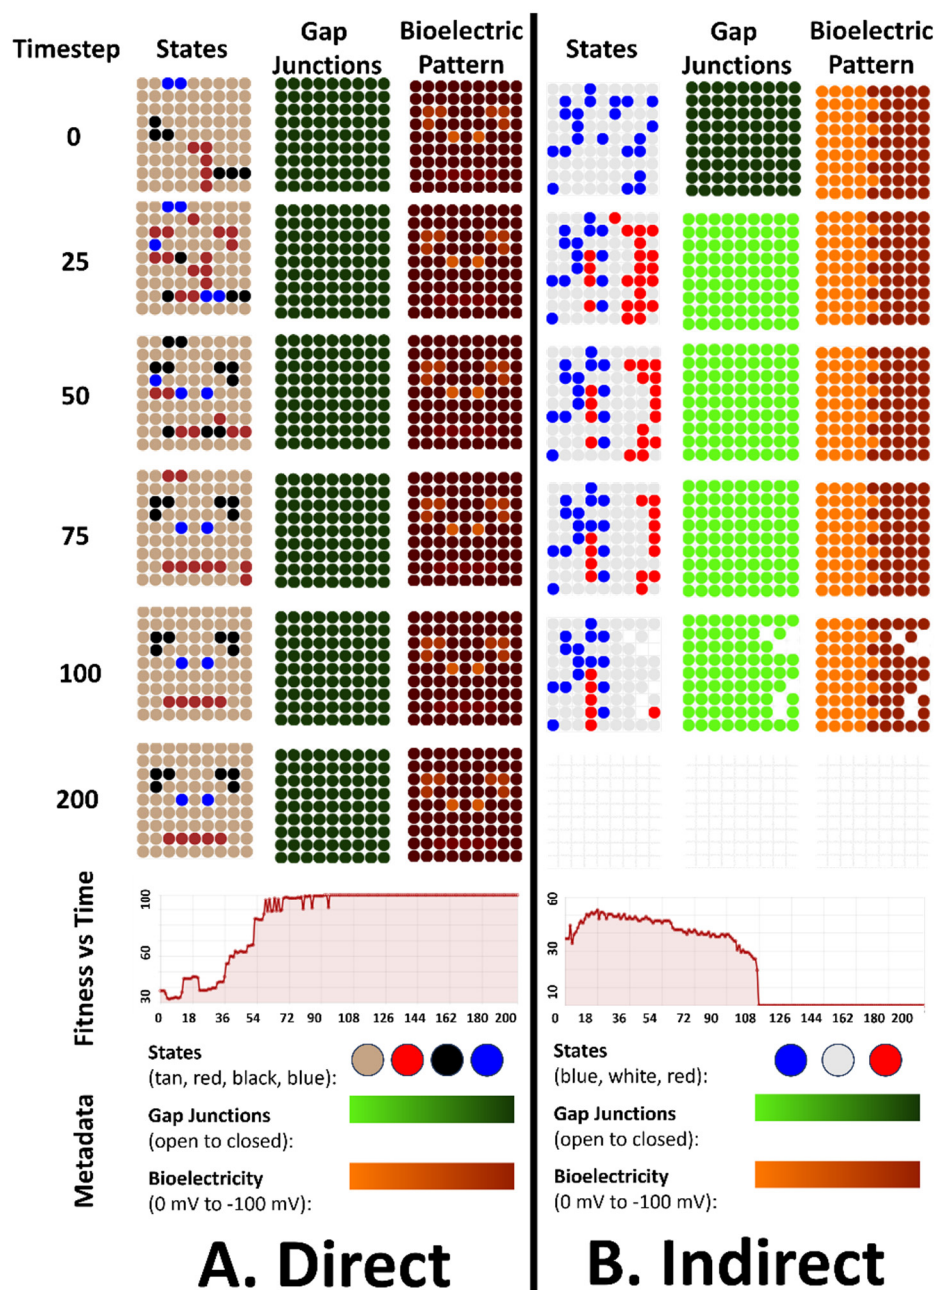 Timestep
States
Gap
Junctions
Bioelectric
Pattern
States
Gap
Junctions
Bioelectric
Pattern
0
25
50
75
100
200
Fitness vs Time
100
60
30
0 18 36 54 72 90 108 126 144 162 180 200
60
30
10
0 18 36 54 72 90 108 126 144 162 180 200
Metadata
States
(tan, red, black, blue):
Gap Junctions
(open to closed):
Bioelectricity
(0 mV to -100 mV):
States
(blue, white, red):
Gap Junctions
(open to closed):
Bioelectricity
(0 mV to -100 mV):
A. Direct
B. Indirect